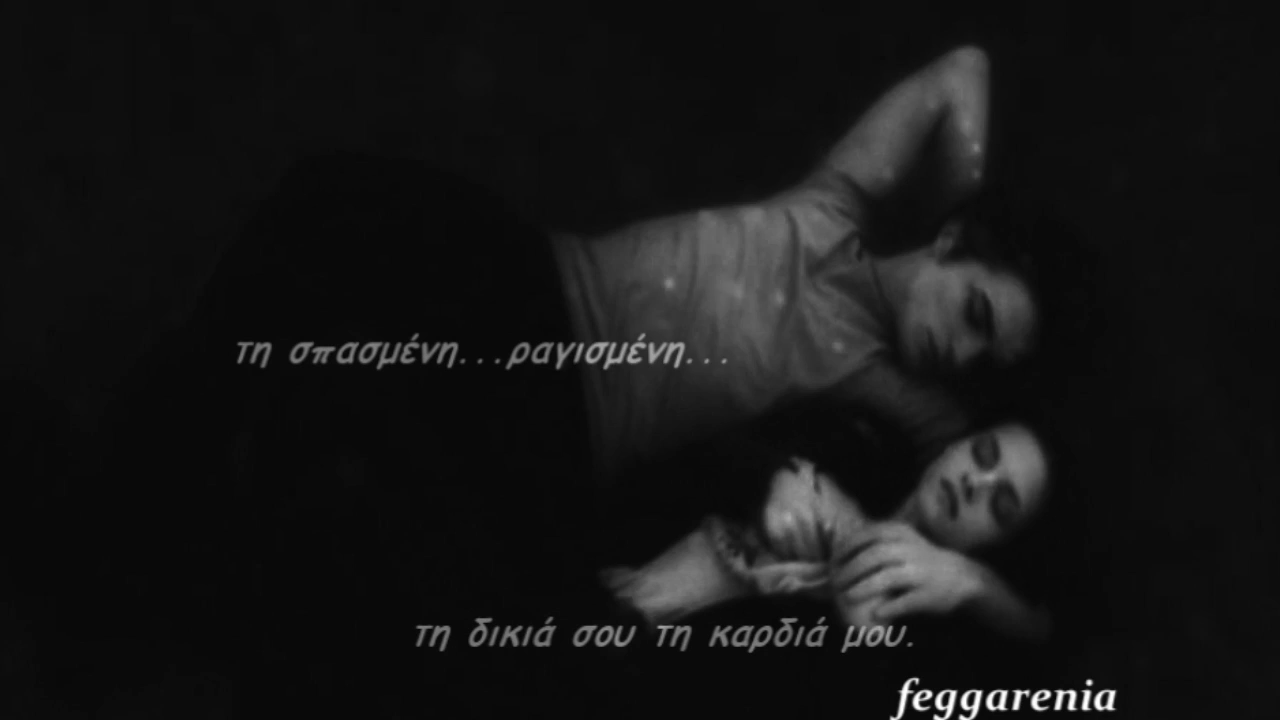 τη σπασμένη...ραγισμένη...
τη δικιά σου τη καρδιά μου.
feggarenia